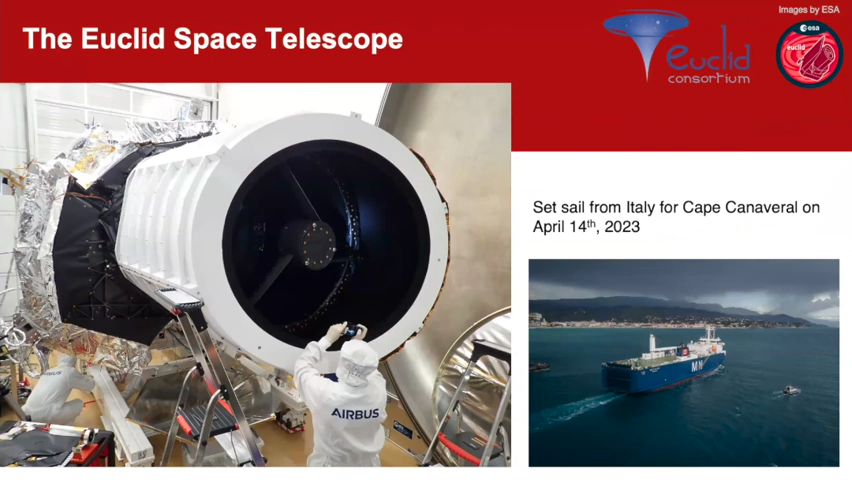 Images by ESA
The Euclid Space Telescope
euclid
consortium
esa
euclid
Set sail from Italy for Cape Canaveral on
April 14th, 2023
MN
AIRBUS